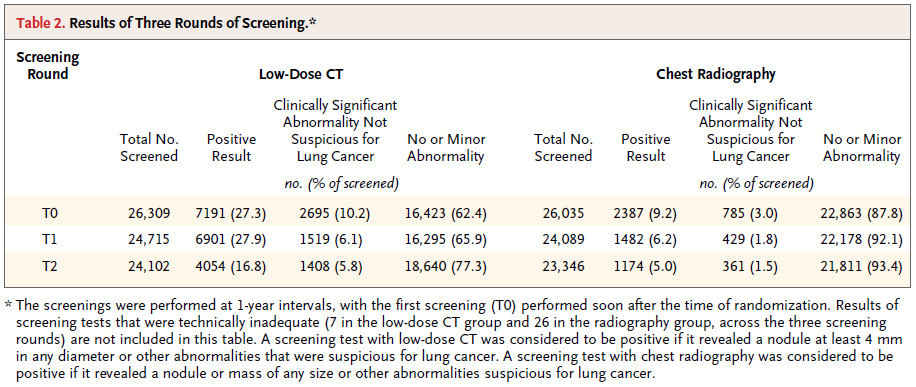 Table 2. Results of Three Rounds of Screening.*
Screening Round Low-Dose CT Chest Radiography
Total No. Screened Positive Result Clinically Significant Abnormality Not Suspicious for Lung Cancer No or Minor Abnormality Total No. Screened Positive Result Clinically Significant Abnormality Not Suspicious for Lung Cancer No or Minor Abnormality
no. (% of screened) no. (% of screened)
T0 26,309 7191 (27.3) 2695 (10.2) 16,423 (62.4) 26,035 2387 (9.2) 785 (3.0) 22,863 (87.8)
T1 24,715 6901 (27.9) 1519 (6.1) 16,295 (65.9) 24,089 1482 (6.2) 429 (1.8) 22,178 (92.1)
T2 24,102 4054 (16.8) 1408 (5.8) 18,640 (77.3) 23,346 1174 (5.0) 361 (1.5) 21,811 (93.4)
* The screenings were performed at 1-year intervals, with the first screening (T0) performed soon after the time of randomization. Results of
screening tests that were technically inadequate (7 in the low-dose CT group and 26 in the radiography group, across the three screening
rounds) are not included in this table. A screening test with low-dose CT was considered to be positive if it revealed a nodule at least 4 mm
in any diameter or other abnormalities that were suspicious for lung cancer. A screening test with chest radiography was considered to be
positive if it revealed a nodule or mass of any size or other abnormalities suspicious for lung cancer.